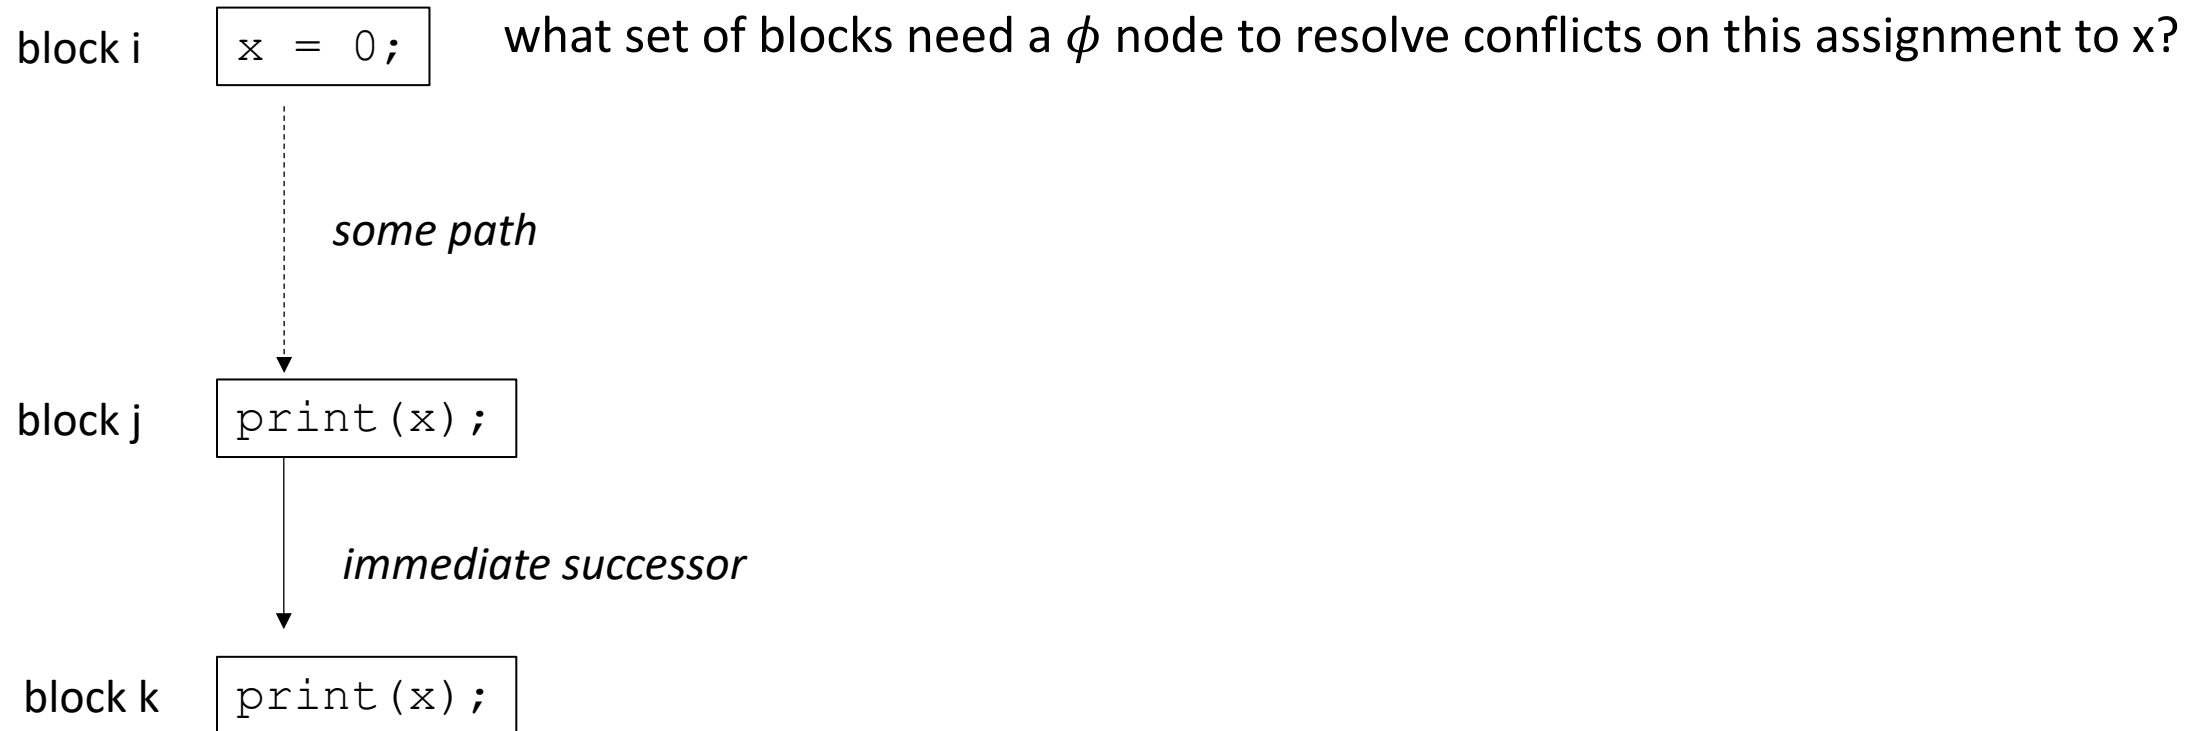 block i
x = 0;
what set of blocks need a ϕ node to resolve conflicts on this assignment to x?
some path
block j
print(x);
immediate successor
block k
print(x);